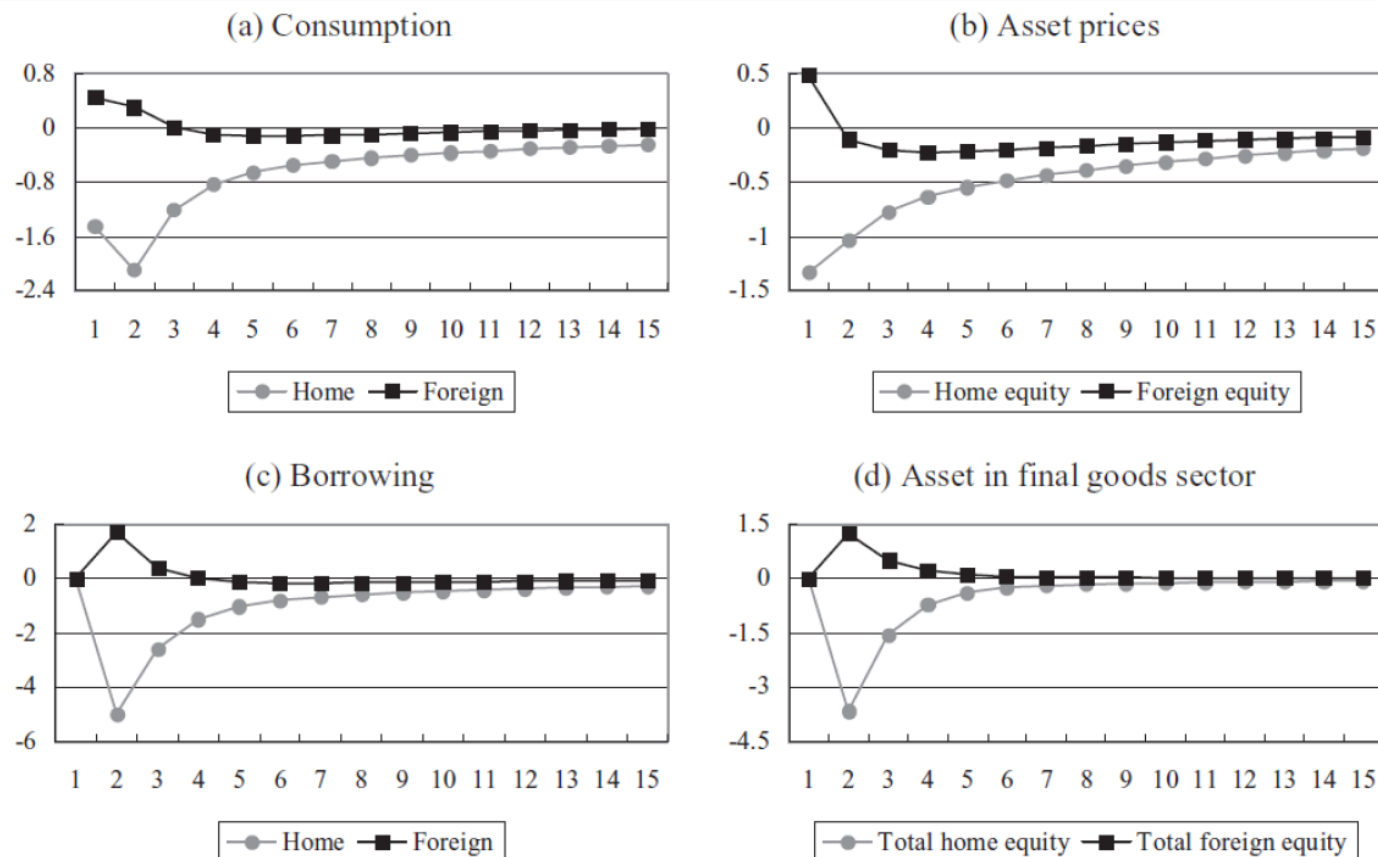 (a) Consumption
0.8
0
-0.8
-1.6
-2.4
1 2 3 4 5 6 7 8 9 10 11 12 13 14 15
Home Foreign
(b) Asset prices
0.5
0
-0.5
-1
-1.5
1 2 3 4 5 6 7 8 9 10 11 12 13 14 15
Home equity Foreign equity
(c) Borrowing
2
0
-2
-4
-6
1 2 3 4 5 6 7 8 9 10 11 12 13 14 15
Home Foreign
(d) Asset in final goods sector
1.5
0
-1.5
-3
-4.5
1 2 3 4 5 6 7 8 9 10 11 12 13 14 15
Total home equity Total foreign equity